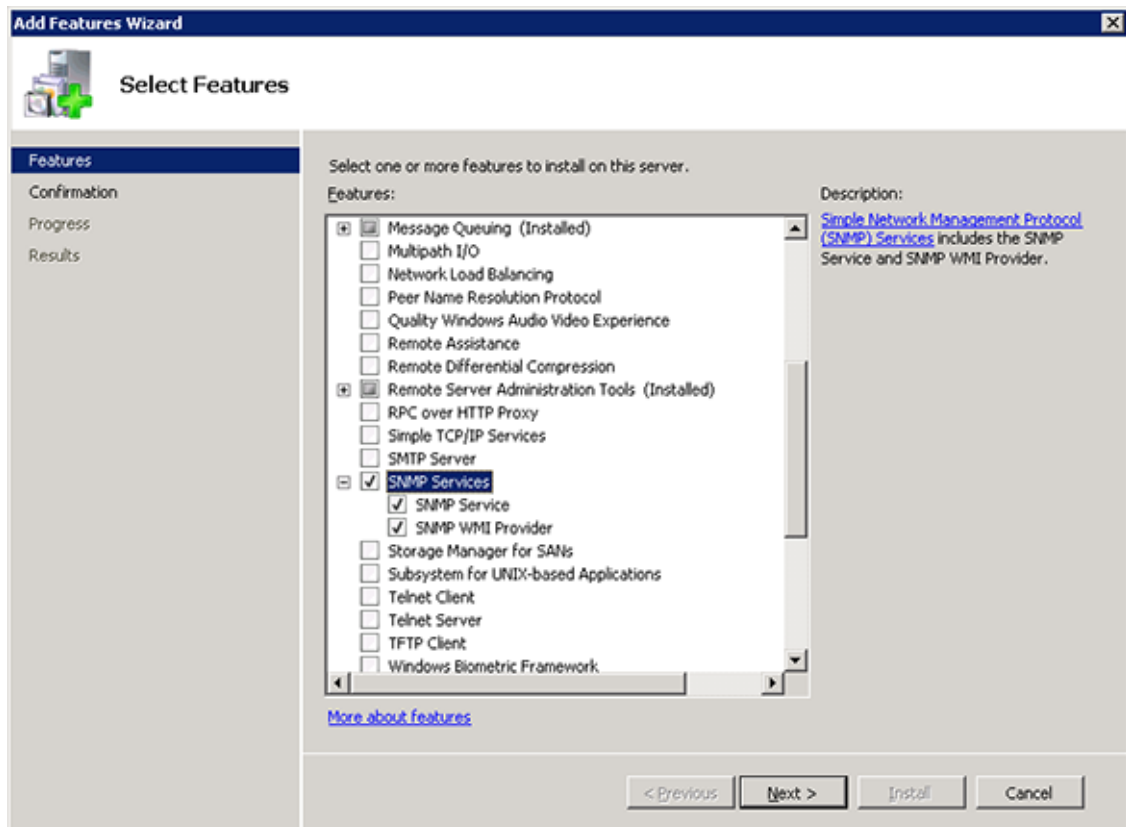 Add Features Wizard
Select Features
Features
Confirmation
Progress
Results
Select one or more features to install on this server.
Features:
Message Queuing (Installed)
Multipath I/O
Network Load Balancing
Peer Name Resolution Protocol
Quality Windows Audio Video Experience
Remote Assistance
Remote Differential Compression
Remote Server Administration Tools (Installed)
RPC over HTTP Proxy
Simple TCP/IP Services
SMTP Server
SNMP Services
SNMP Service
SNMP WMI Provider
Storage Manager for SANs
Subsystem for UNIX-based Applications
Telnet Client
Telnet Server
TFTP Client
Windows Biometric Framework
More about features
Description:
Simple Network Management Protocol
(SNMP) Services includes the SNMP
Service and SNMP WMI Provider.
< Previous
Next >
Install
Cancel